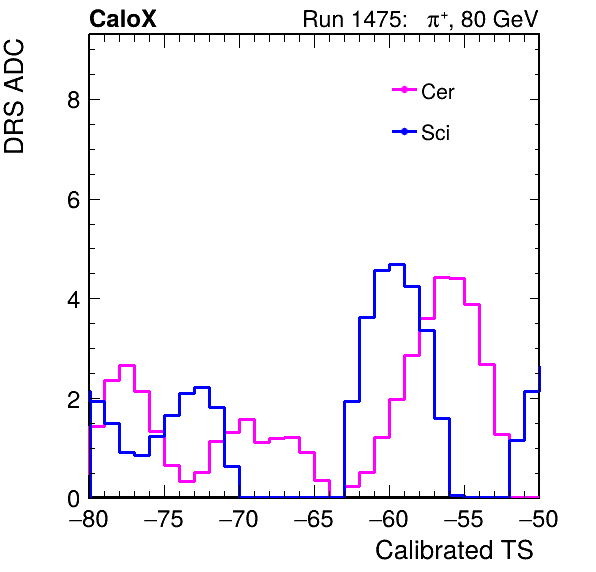 CaloX Run 1475: π⁺, 80 GeV
DRS ADC
8
6
4
2
0
Cer
Sci
−80 −75 −70 −65 −60 −55 −50
Calibrated TS